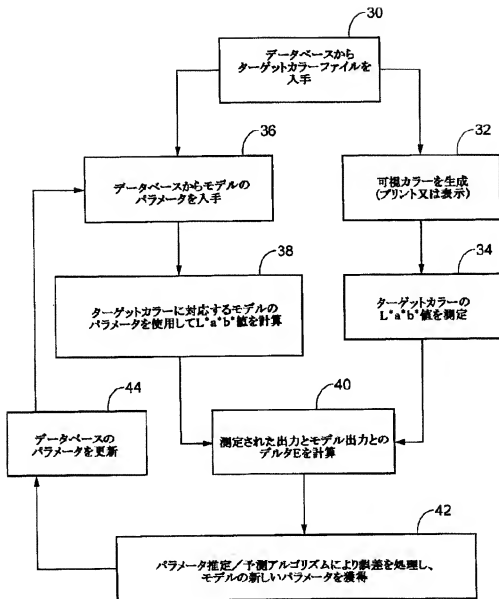 30
データベースから
ターゲットカラーファイルを
入手
36
データベースからモデルの
パラメータを入手
32
可視カラーを生成
(プリント又は表示)
38
ターゲットカラーに対応するモデルの
パラメータを使用してL*a*b*値を計算
34
ターゲットカラーの
L*a*b*値を測定
44
データベースの
パラメータを更新
40
測定された出力とモデル出力との
デルタEを計算
42
パラメータ推定/予測アルゴリズムにより誤差を処理し、
モデルの新しいパラメータを獲得